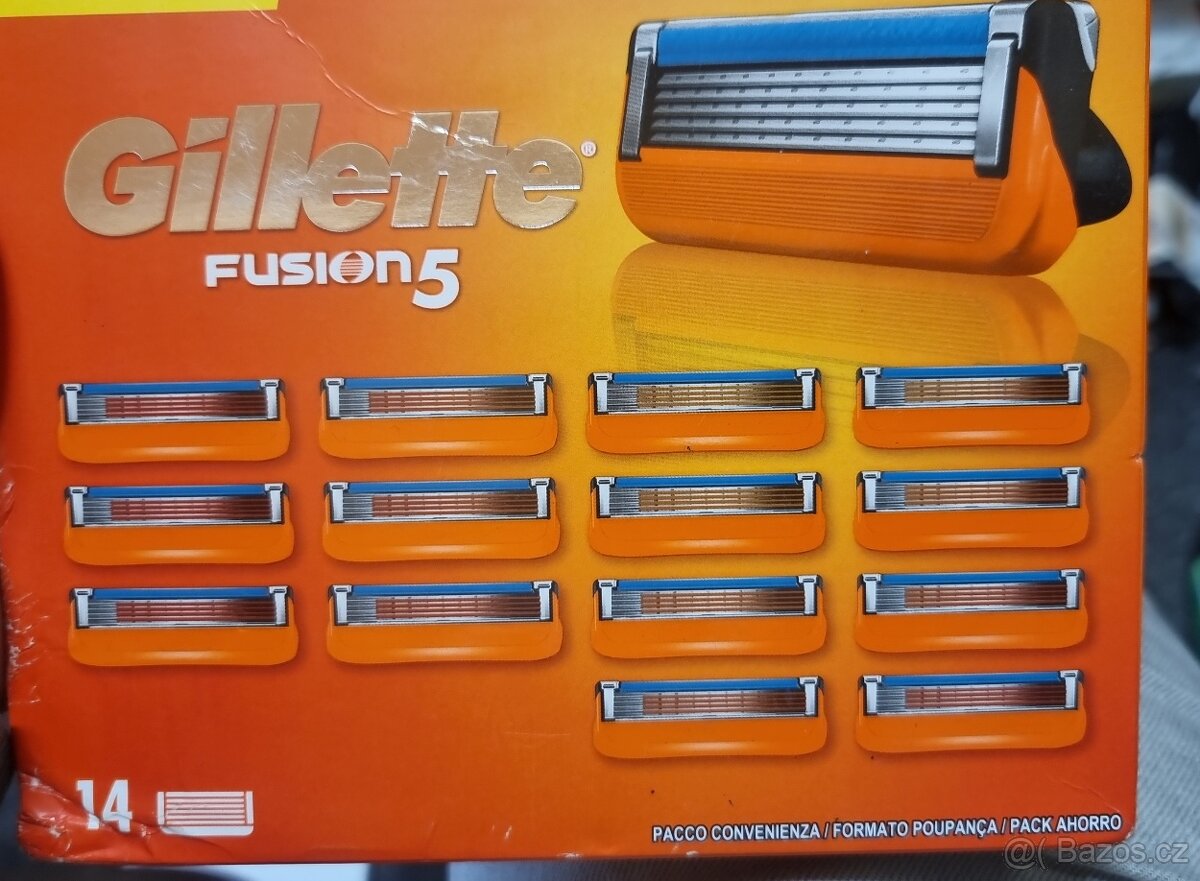 Gillette®
FUSION5
14
PACCO CONVENIENZA / FORMATO POUPANÇA / PACK AHORRO
@( Bazos.cz